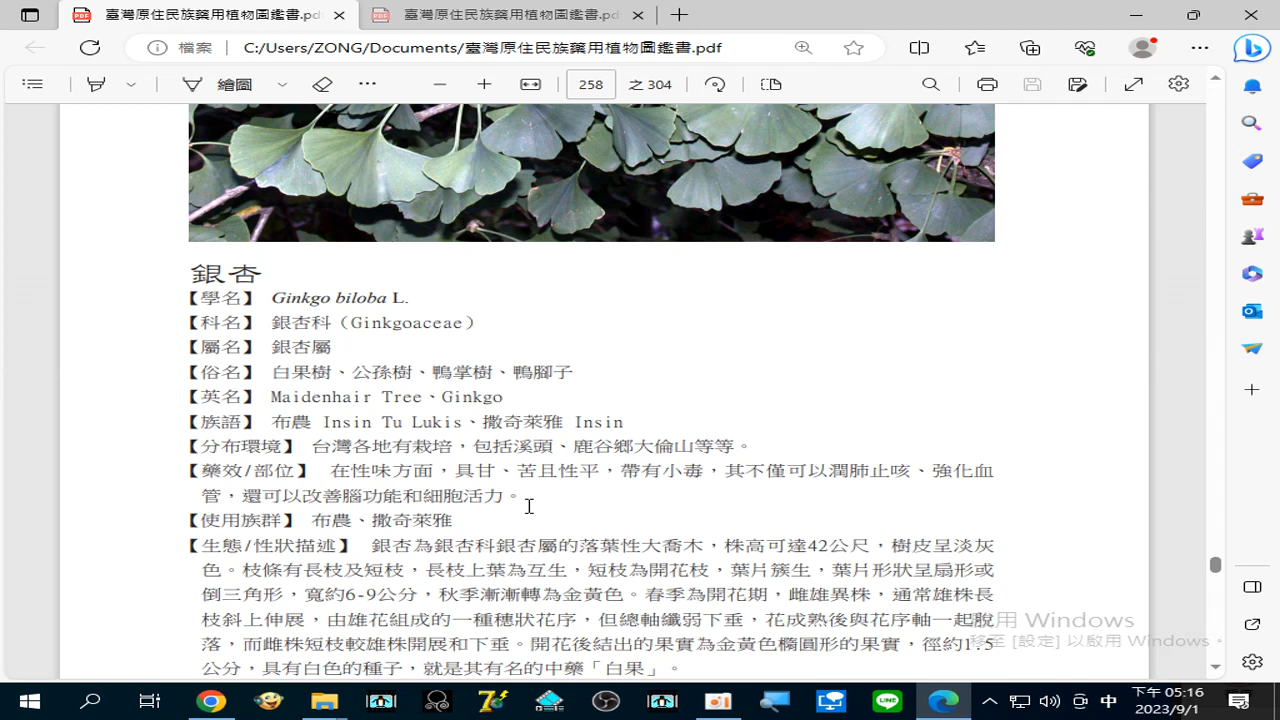 臺灣原住民族藥用植物圖鑑書.pdf
臺灣原住民族藥用植物圖鑑書.pdf
檔案
C:/Users/ZONG/Documents/臺灣原住民族藥用植物圖鑑書.pdf
繪圖
258
之 304
銀杏
【學名】 Ginkgo biloba L.
【科名】 銀杏科（Ginkgoaceae）
【屬名】 銀杏屬
【俗名】 白果樹、公孫樹、鴨掌樹、鴨腳子
【英名】 Maidenhair Tree、Ginkgo
【族語】 布農 Insin Tu Lukis、撒奇萊雅 Insin
【分布環境】 台灣各地有栽培，包括溪頭、鹿谷鄉大倫山等等。
【藥效/部位】 在性味方面，具甘、苦且性平，帶有小毒，其不僅可以潤肺止咳、強化血
管，還可以改善腦功能和細胞活力。
【使用族群】 布農、撒奇萊雅
【生態/性狀描述】 銀杏為銀杏科銀杏屬的落葉性大喬木，株高可達42公尺，樹皮呈淡灰
色。枝條有長枝及短枝，長枝上葉為互生，短枝為開花枝，葉片簇生，葉片形狀呈扇形或
倒三角形，寬約6-9公分，秋季漸漸轉為金黃色。春季為開花期，雌雄異株，通常雄株長
枝斜上伸展，由雄花組成的一種穗狀花序，但總軸纖弱下垂，花成熟後與花序軸一起脫
落，而雌株短枝較雄株開展和下垂。開花後結出的果實為金黃色橢圓形的果實，徑約1.5
公分，具有白色的種子，就是其有名的中藥「白果」。
啟用 Windows
移至 [設定] 以啟用 Windows。
中
下午 05:16
2023/9/1
LINE